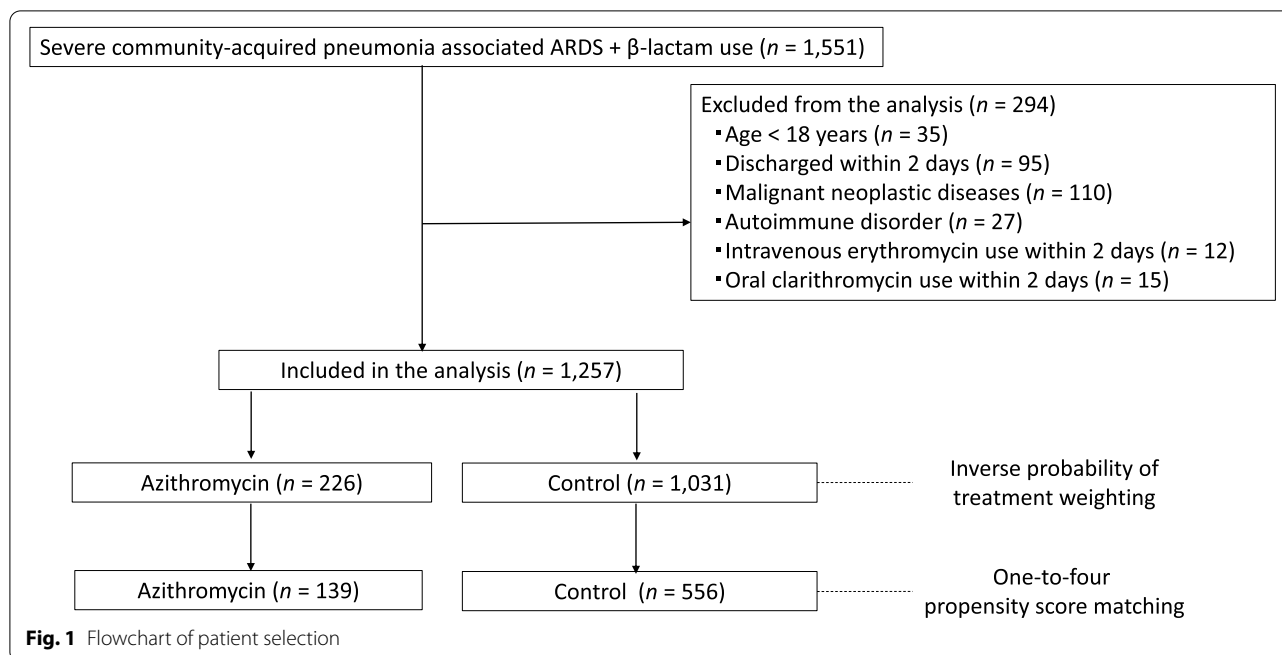 Severe community-acquired pneumonia associated ARDS + β-lactam use (n = 1,551)
Excluded from the analysis (n = 294)
▪Age < 18 years (n = 35)
▪Discharged within 2 days (n = 95)
▪Malignant neoplastic diseases (n = 110)
▪Autoimmune disorder (n = 27)
▪Intravenous erythromycin use within 2 days (n = 12)
▪Oral clarithromycin use within 2 days (n = 15)
Included in the analysis (n = 1,257)
Azithromycin (n = 226)
Control (n = 1,031)
Inverse probability of
treatment weighting
Azithromycin (n = 139)
Control (n = 556)
One-to-four
propensity score matching
Fig. 1 Flowchart of patient selection